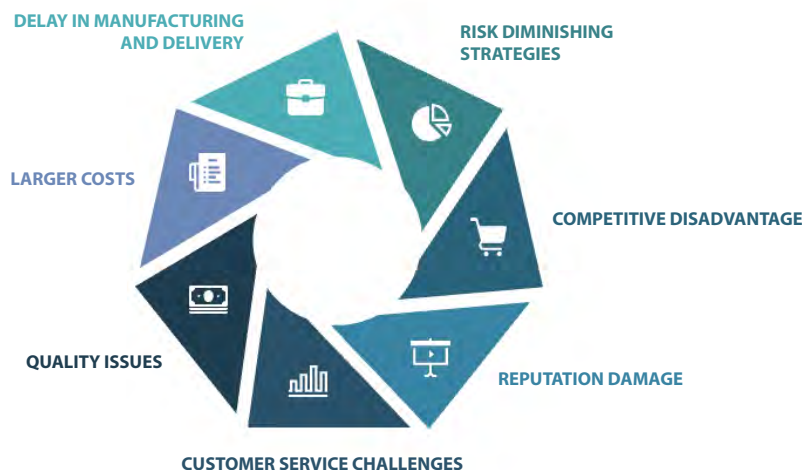 DELAY IN MANUFACTURING
AND DELIVERY
RISK DIMINISHING
STRATEGIES
LARGER COSTS
COMPETITIVE DISADVANTAGE
QUALITY ISSUES
REPUTATION DAMAGE
CUSTOMER SERVICE CHALLENGES